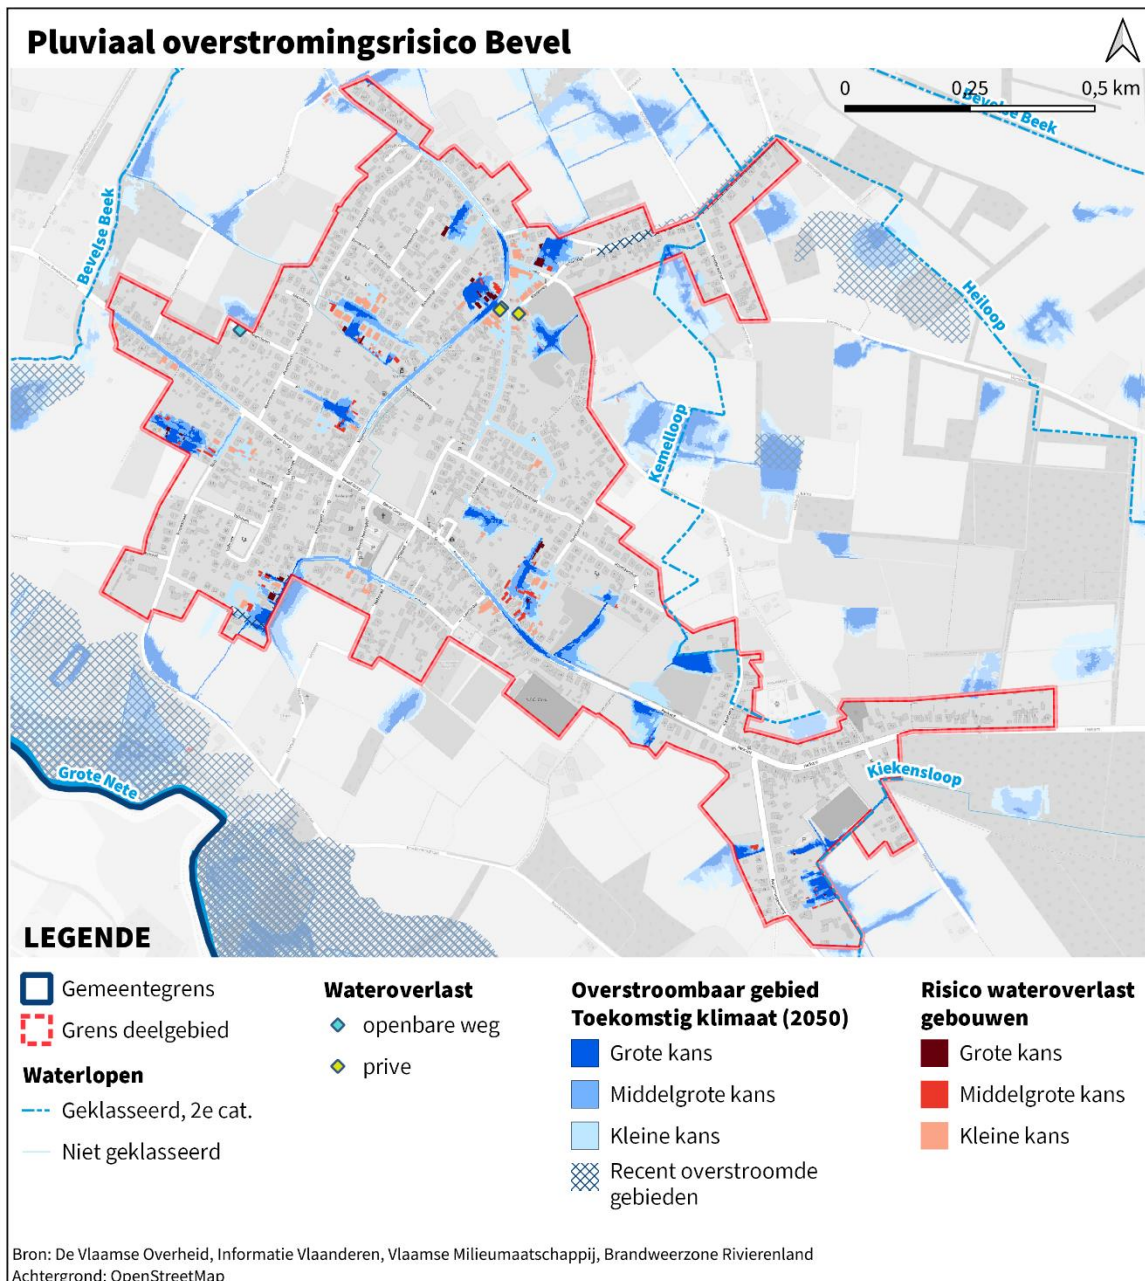 Pluviaal overstromingsrisico Bevel
0 0,25 0,5 km
Bevelse Beek
Bevelse Beek
Heiloop
Kemelloop
Kiekensloop
Grote Nete
LEGENDE
Gemeentegrens
Grens deelgebied
Waterlopen
Geklasseerd, 2e cat.
Niet geklasseerd
Wateroverlast
openbare weg
prive
Overstroombaar gebied
Toekomstig klimaat (2050)
Grote kans
Middelgrote kans
Kleine kans
Recent overstroomde
gebieden
Risico wateroverlast
gebouwen
Grote kans
Middelgrote kans
Kleine kans
Bron: De Vlaamse Overheid, Informatie Vlaanderen, Vlaamse Milieumaatschappij, Brandweerzone Rivierenland
Achtergrond: OpenStreetMap